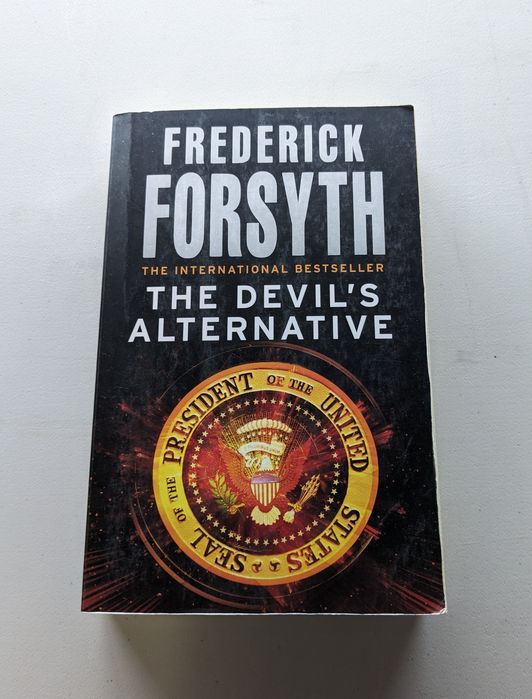 FREDERICK
FORSYTH
THE INTERNATIONAL BESTSELLER
THE DEVIL'S
ALTERNATIVE
SEAL OF THE PRESIDENT OF THE UNITED STATES